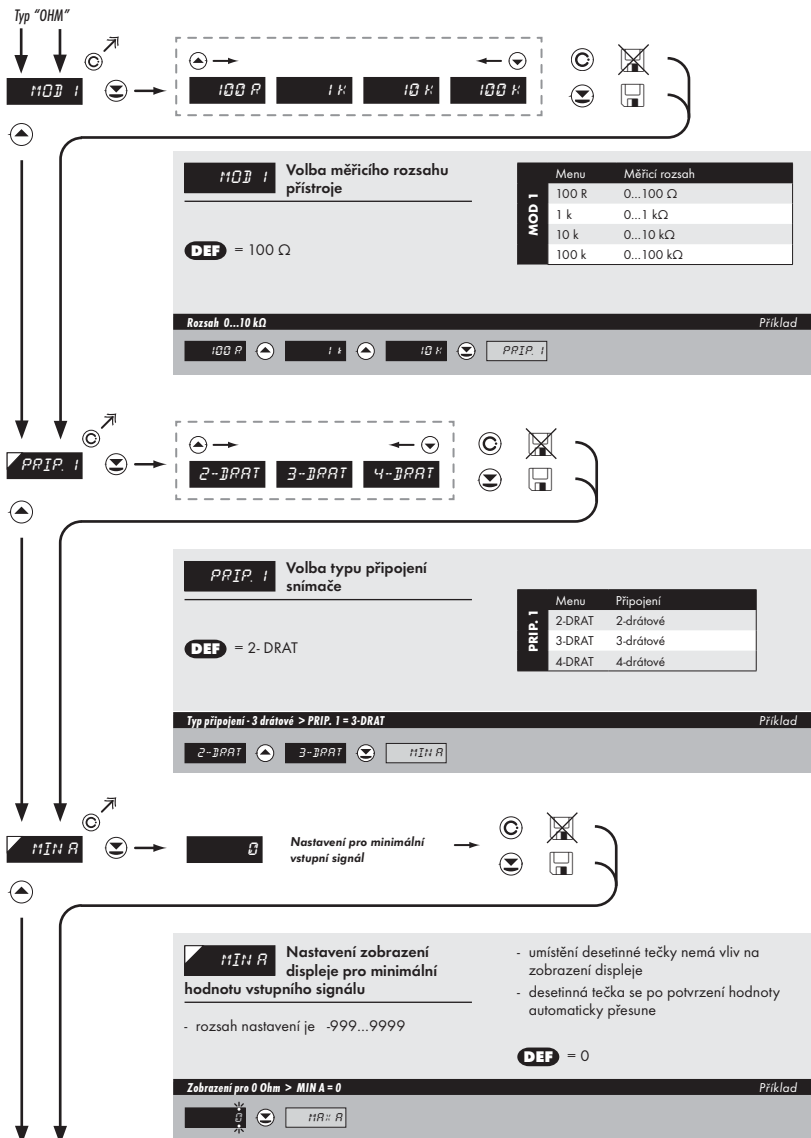 Typ "OHM"
MOD 1
100 R
1 k
10 k
100 k
MOD 1
Volba měřicího rozsahu
přístroje
DEF = 100 Ω
MOD 1
Menu Měřicí rozsah
100 R 0...100 Ω
1 k 0...1 kΩ
10 k 0...10 kΩ
100 k 0...100 kΩ
Rozsah 0...10 kΩ
Příklad
100 R
1 k
10 k
PRIP. 1
PRIP. 1
2-DRAT
3-DRAT
4-DRAT
PRIP. 1
Volba typu připojení
snímače
DEF = 2- DRAT
PRIP. 1
Menu Připojení
2-DRAT 2-drátové
3-DRAT 3-drátové
4-DRAT 4-drátové
Typ připojení - 3 drátové > PRIP. 1 = 3-DRAT
Příklad
2-DRAT
3-DRAT
MIN A
MIN A
0
Nastavení pro minimální
vstupní signál
MIN A
Nastavení zobrazení
displeje pro minimální
hodnotu vstupního signálu
- rozsah nastavení je -999...9999
- umístění desetinné tečky nemá vliv na
zobrazení displeje
- desetinná tečka se po potvrzení hodnoty
automaticky přesune
DEF = 0
Zobrazení pro 0 Ohm > MIN A = 0
Příklad
0
MAX A